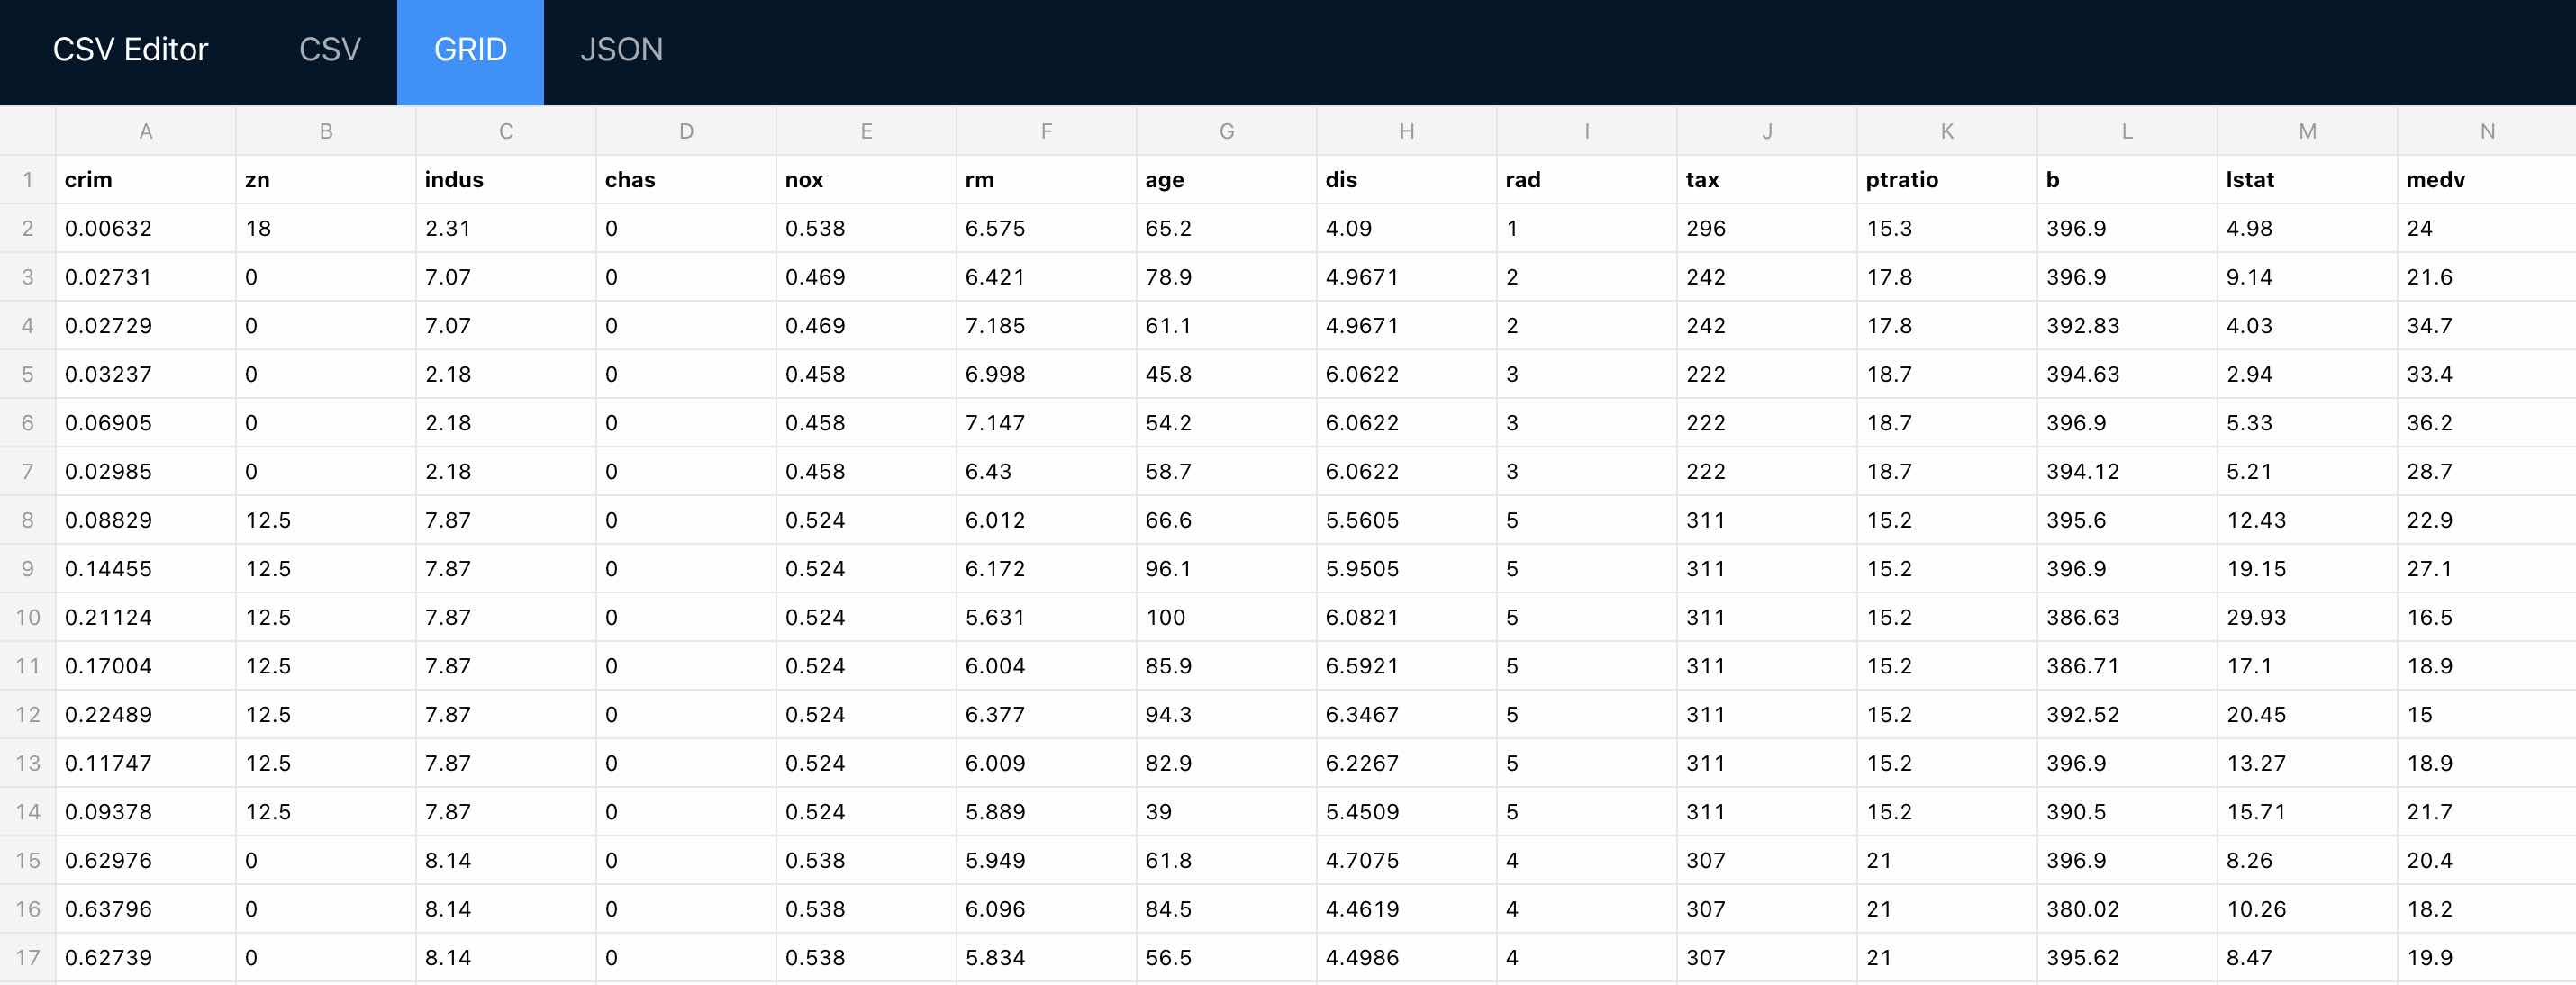 CSV Editor CSV GRID JSON
A B C D E F G H I J K L M N
1 crim zn indus chas nox rm age dis rad tax ptratio b lstat medv
2 0.00632 18 2.31 0 0.538 6.575 65.2 4.09 1 296 15.3 396.9 4.98 24
3 0.02731 0 7.07 0 0.469 6.421 78.9 4.9671 2 242 17.8 396.9 9.14 21.6
4 0.02729 0 7.07 0 0.469 7.185 61.1 4.9671 2 242 17.8 392.83 4.03 34.7
5 0.03237 0 2.18 0 0.458 6.998 45.8 6.0622 3 222 18.7 394.63 2.94 33.4
6 0.06905 0 2.18 0 0.458 7.147 54.2 6.0622 3 222 18.7 396.9 5.33 36.2
7 0.02985 0 2.18 0 0.458 6.43 58.7 6.0622 3 222 18.7 394.12 5.21 28.7
8 0.08829 12.5 7.87 0 0.524 6.012 66.6 5.5605 5 311 15.2 395.6 12.43 22.9
9 0.14455 12.5 7.87 0 0.524 6.172 96.1 5.9505 5 311 15.2 396.9 19.15 27.1
10 0.21124 12.5 7.87 0 0.524 5.631 100 6.0821 5 311 15.2 386.63 29.93 16.5
11 0.17004 12.5 7.87 0 0.524 6.004 85.9 6.5921 5 311 15.2 386.71 17.1 18.9
12 0.22489 12.5 7.87 0 0.524 6.377 94.3 6.3467 5 311 15.2 392.52 20.45 15
13 0.11747 12.5 7.87 0 0.524 6.009 82.9 6.2267 5 311 15.2 396.9 13.27 18.9
14 0.09378 12.5 7.87 0 0.524 5.889 39 5.4509 5 311 15.2 390.5 15.71 21.7
15 0.62976 0 8.14 0 0.538 5.949 61.8 4.7075 4 307 21 396.9 8.26 20.4
16 0.63796 0 8.14 0 0.538 6.096 84.5 4.4619 4 307 21 380.02 10.26 18.2
17 0.62739 0 8.14 0 0.538 5.834 56.5 4.4986 4 307 21 395.62 8.47 19.9